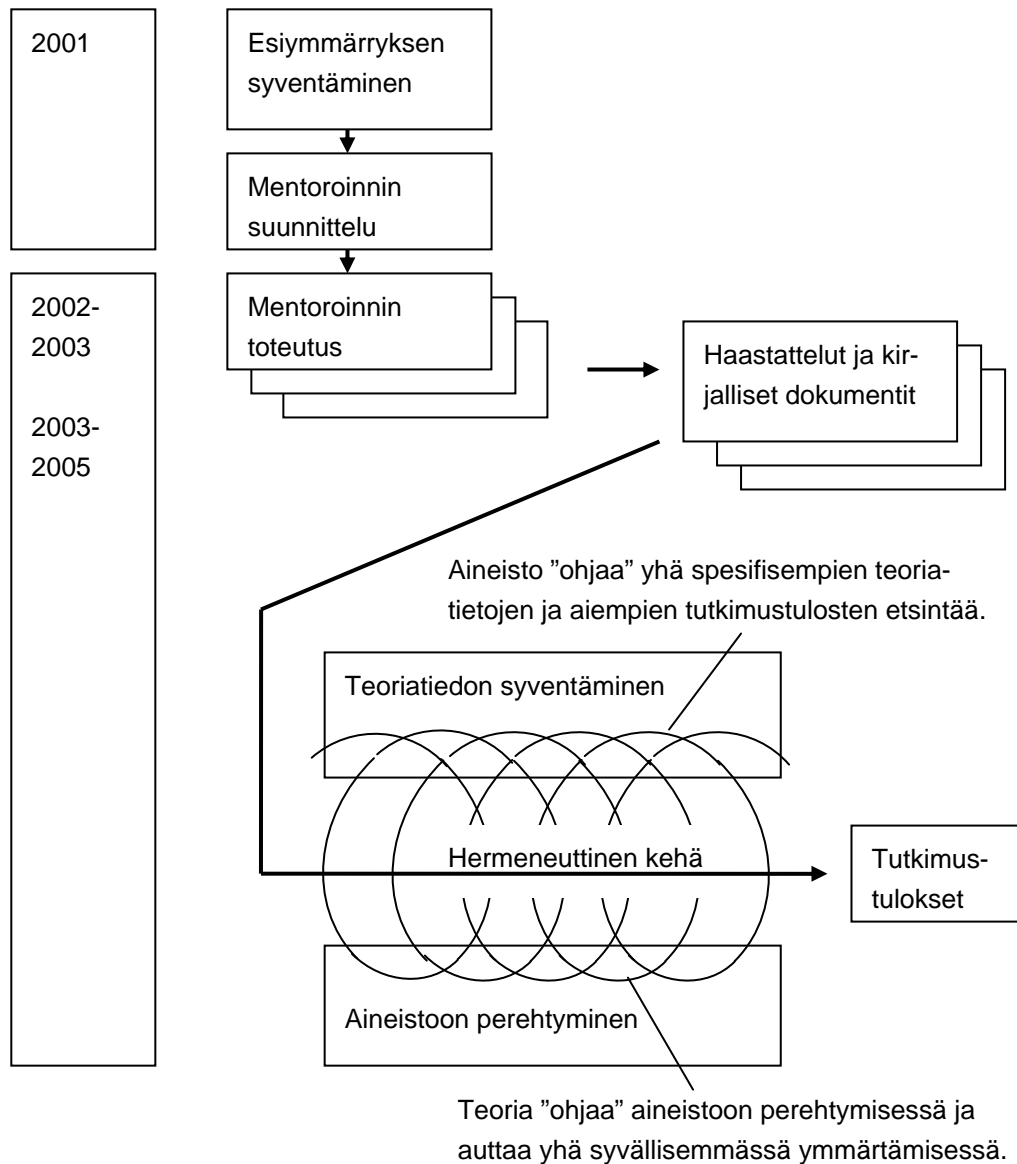 2001
Esiymmärryksen
syventäminen
Mentoroinnin
suunnittelu
2002-
2003
2003-
2005
Mentoroinnin
toteutus
Haastattelut ja kir-
jalliset dokumentit
Aineisto ”ohjaa” yhä spesifisempien teoria-
tietojen ja aiempien tutkimustulosten etsintää.
Teoriatiedon syventäminen
Hermeneuttinen kehä
Tutkimus-
tulokset
Aineistoon perehtyminen
Teoria ”ohjaa” aineistoon perehtymisessä ja
auttaa yhä syvällisemmässä ymmärtämisessä.